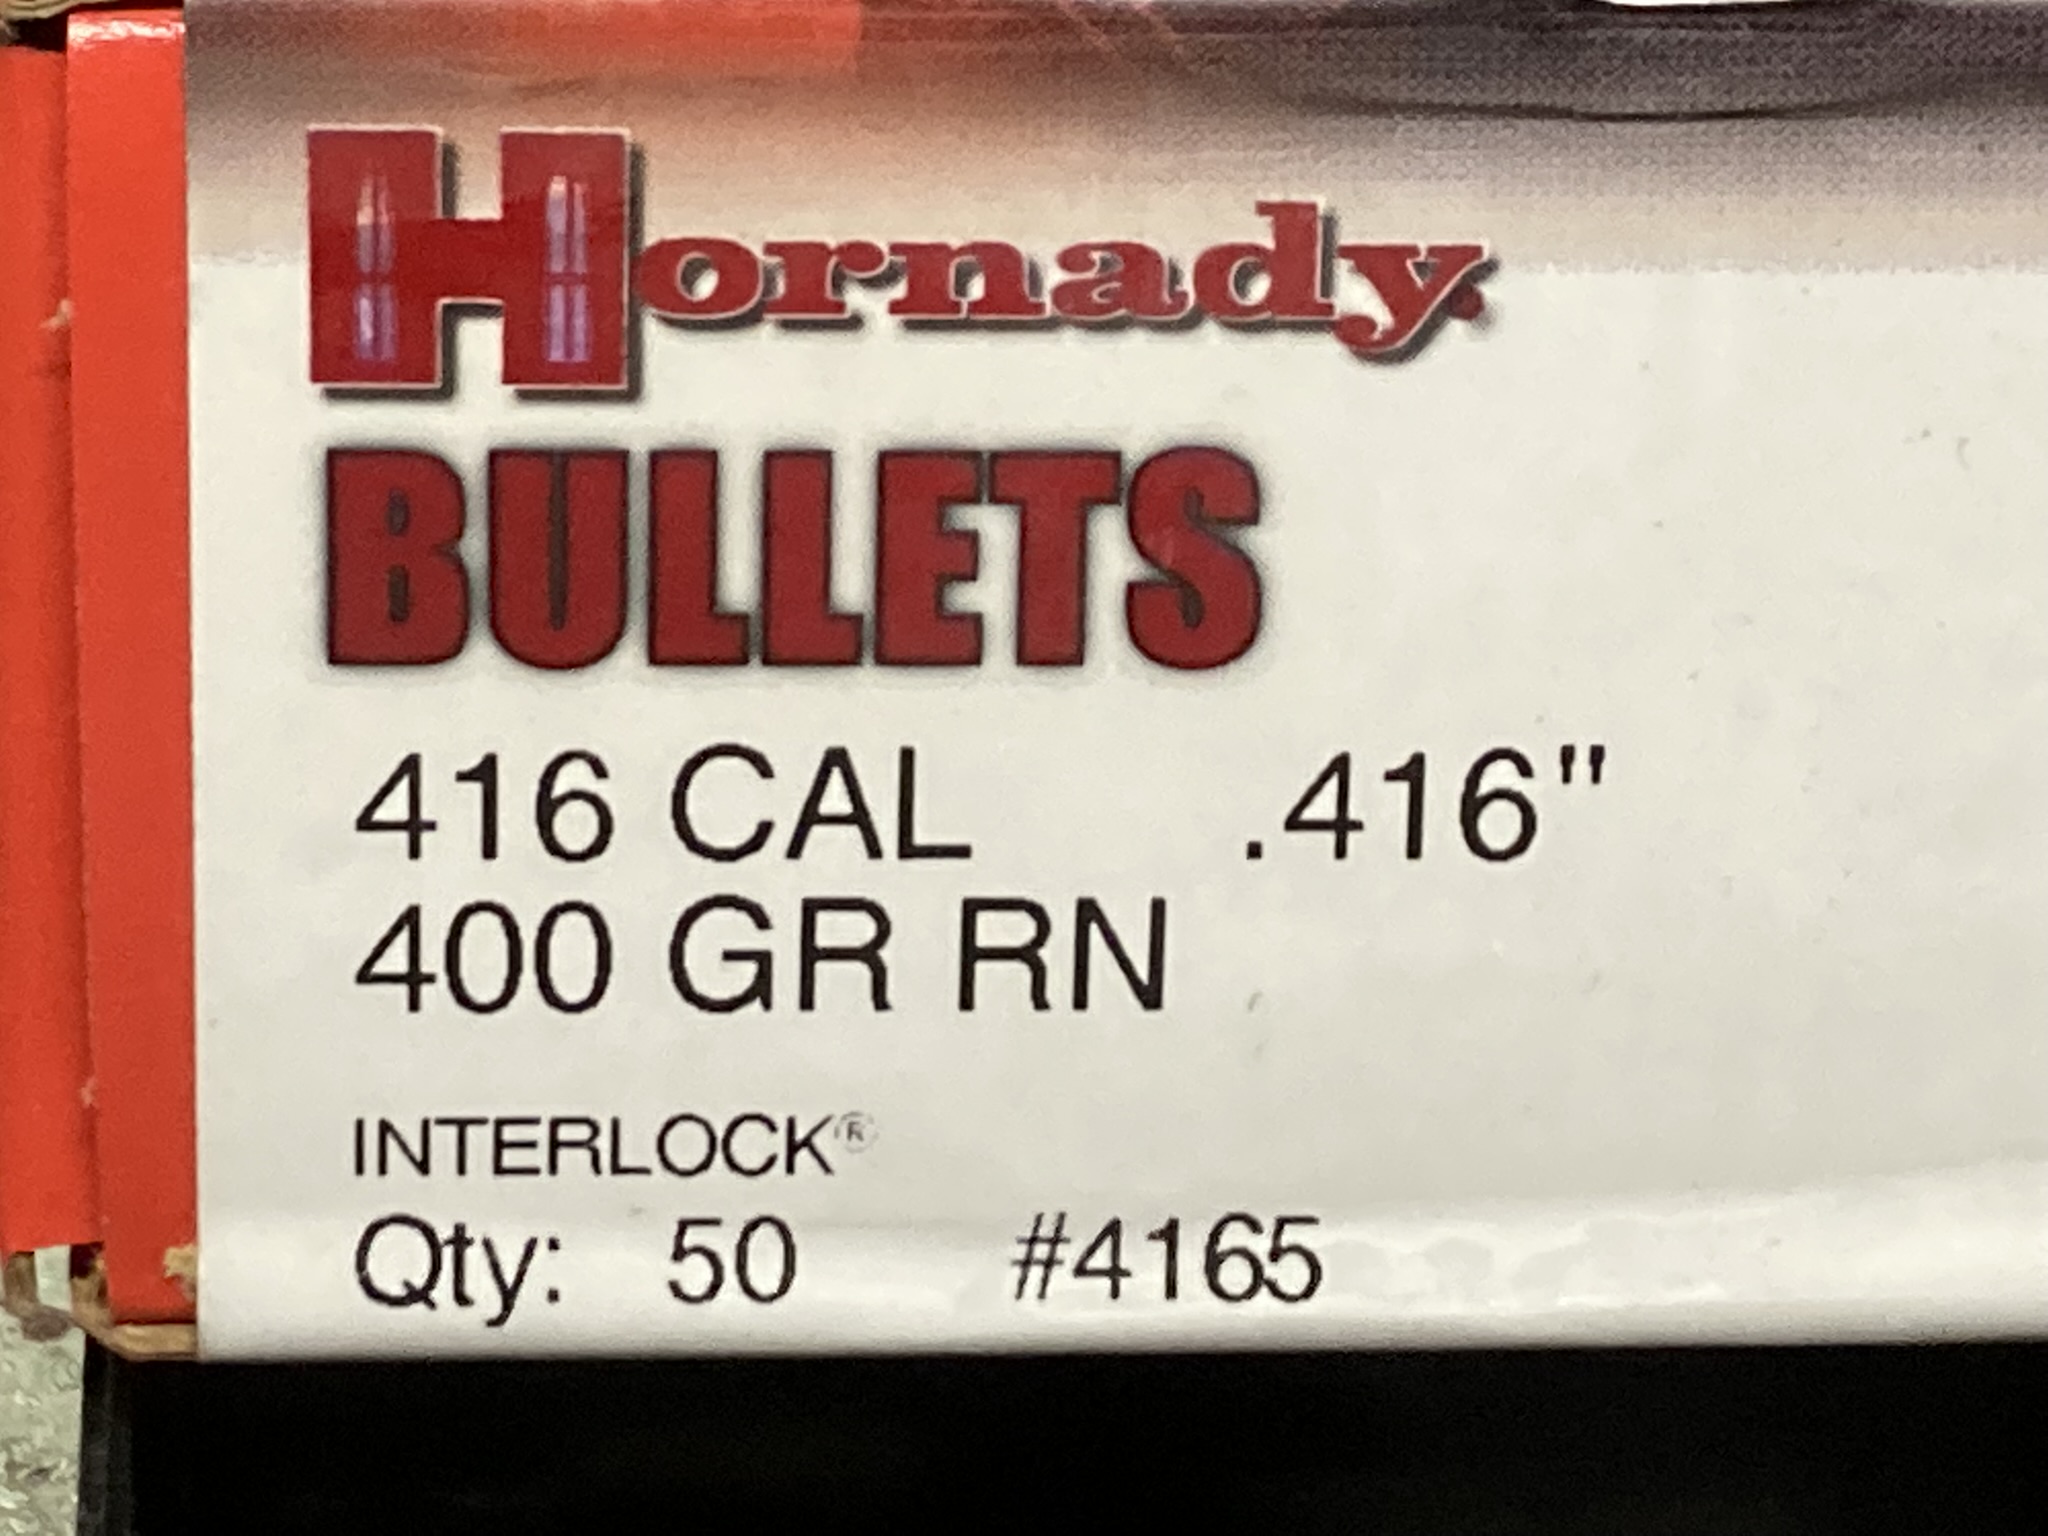 Hornady.
BULLETS
416 CAL .416"
400 GR RN
INTERLOCK®
Qty: 50 #4165